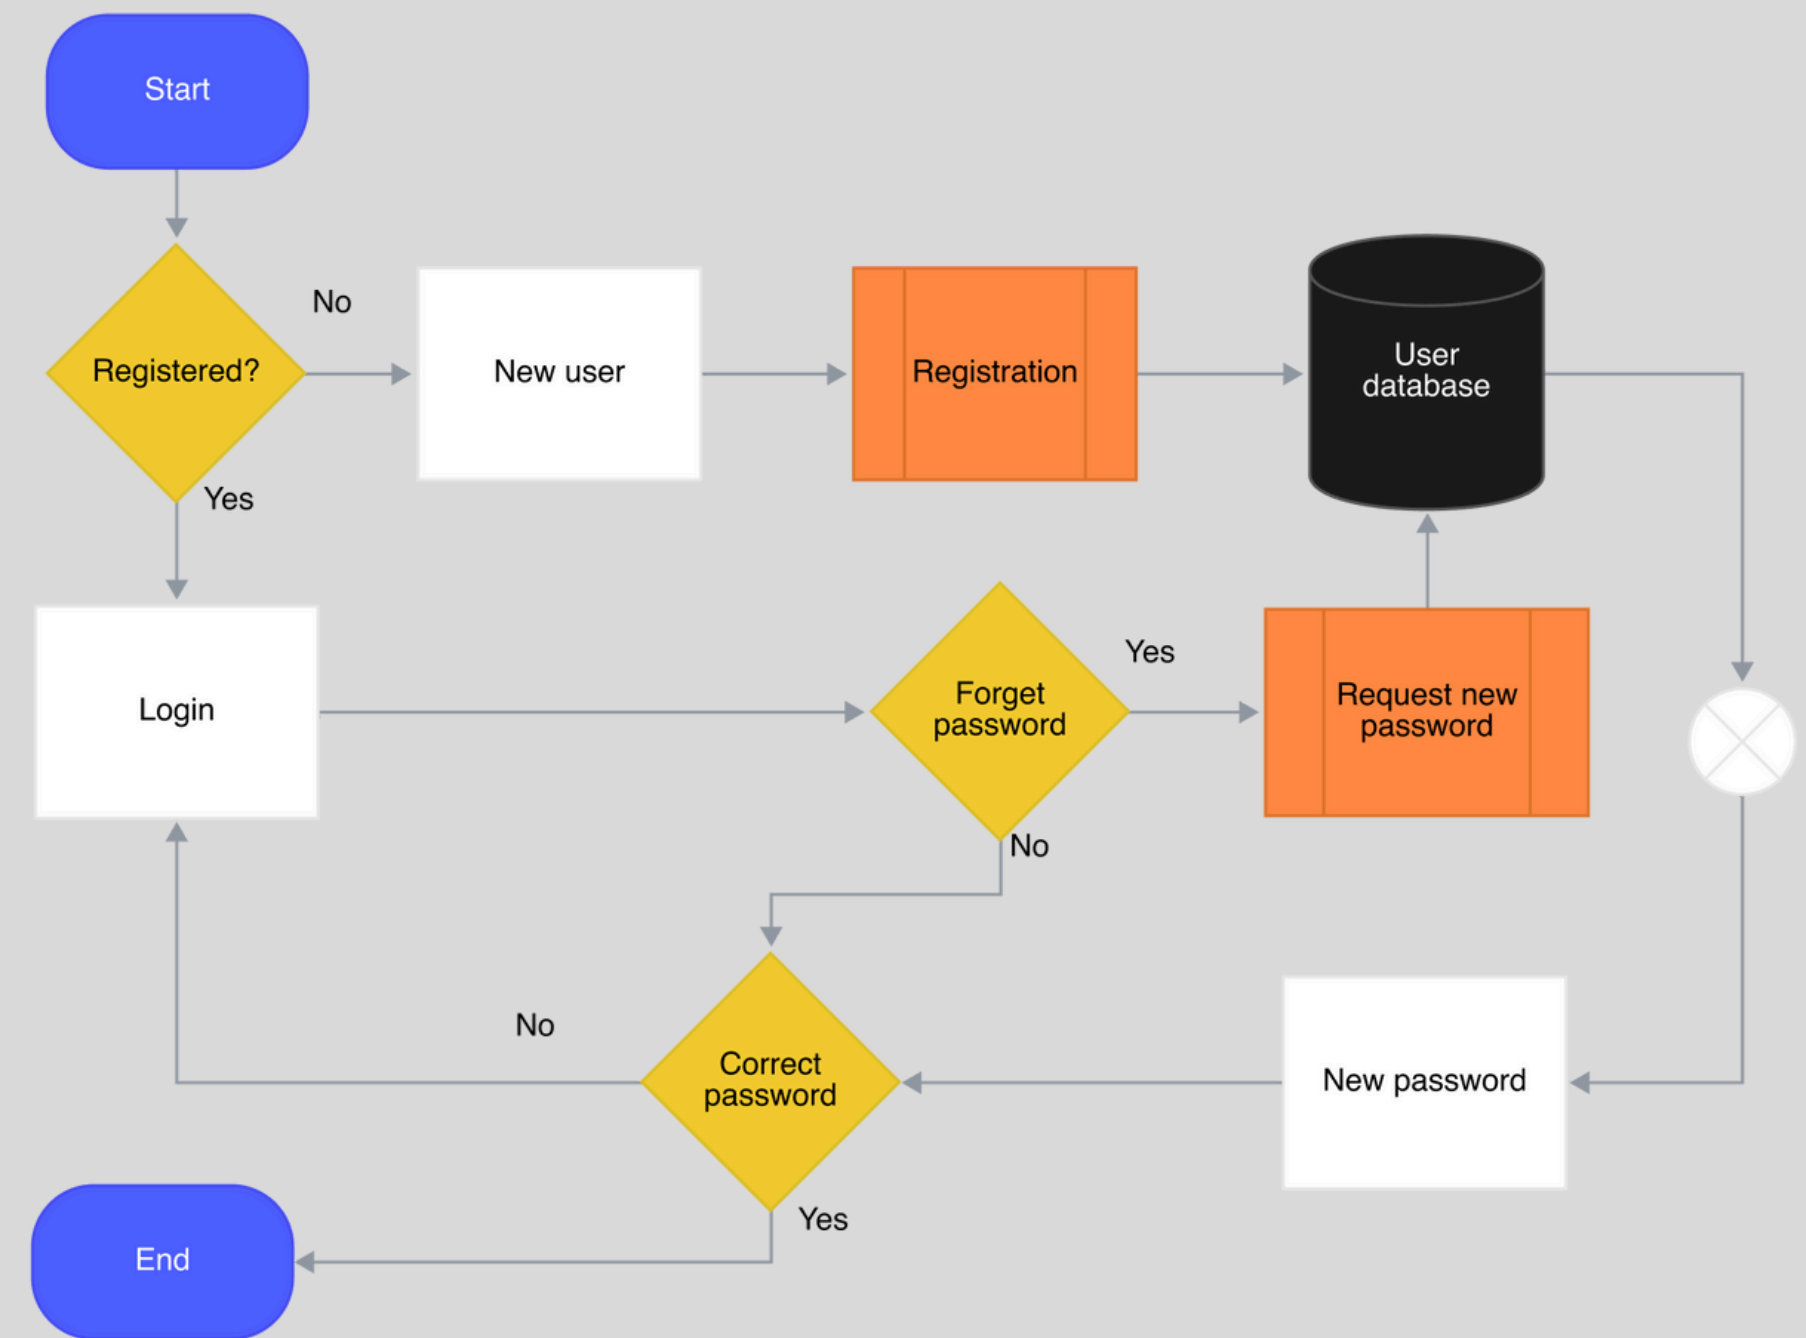 Start
No
Registered?
New user
Registration
User
database
Yes
Login
Forget
password
Yes
Request new
password
No
No
Correct
password
New password
Yes
End